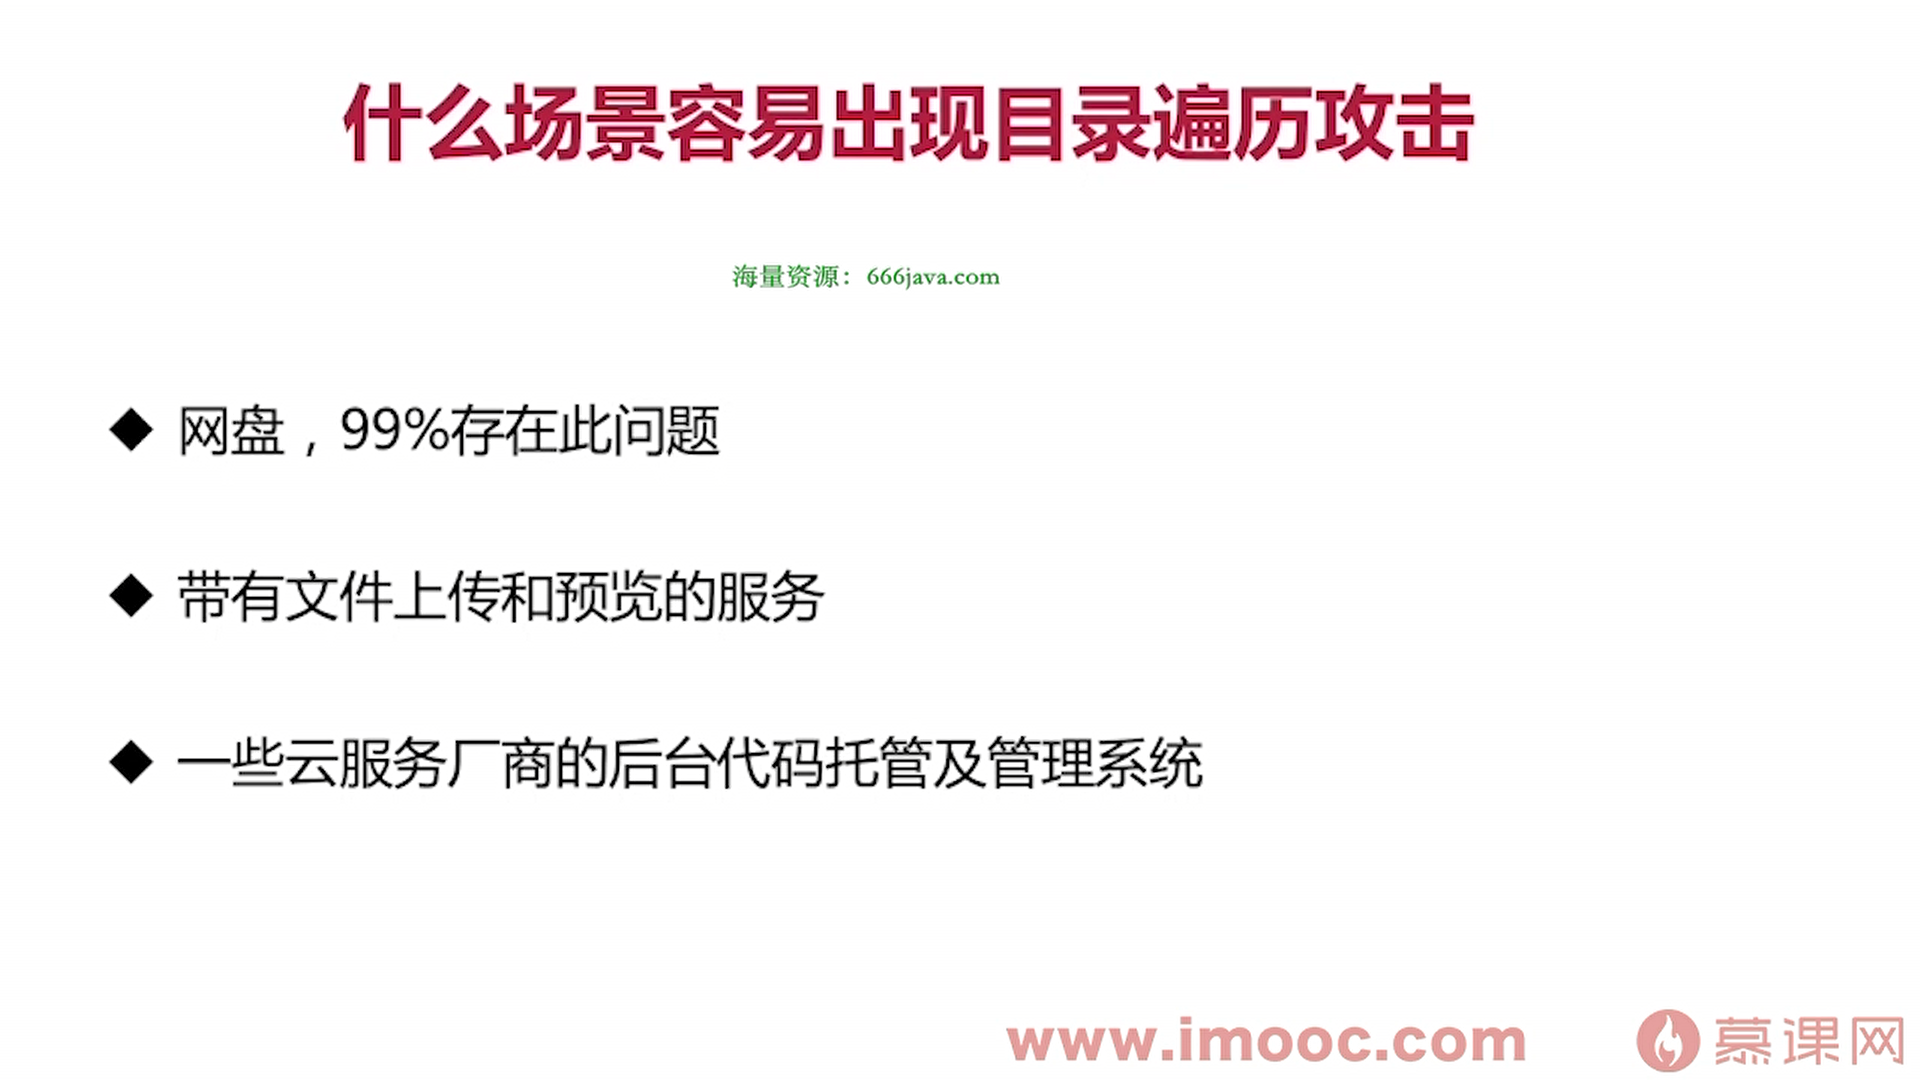 什么场景容易出现目录遍历攻击
海量资源：666java.com
◆ 网盘，99%存在此问题
◆ 带有文件上传和预览的服务
◆ 一些云服务厂商的后台代码托管及管理系统
www.imooc.com 慕课网